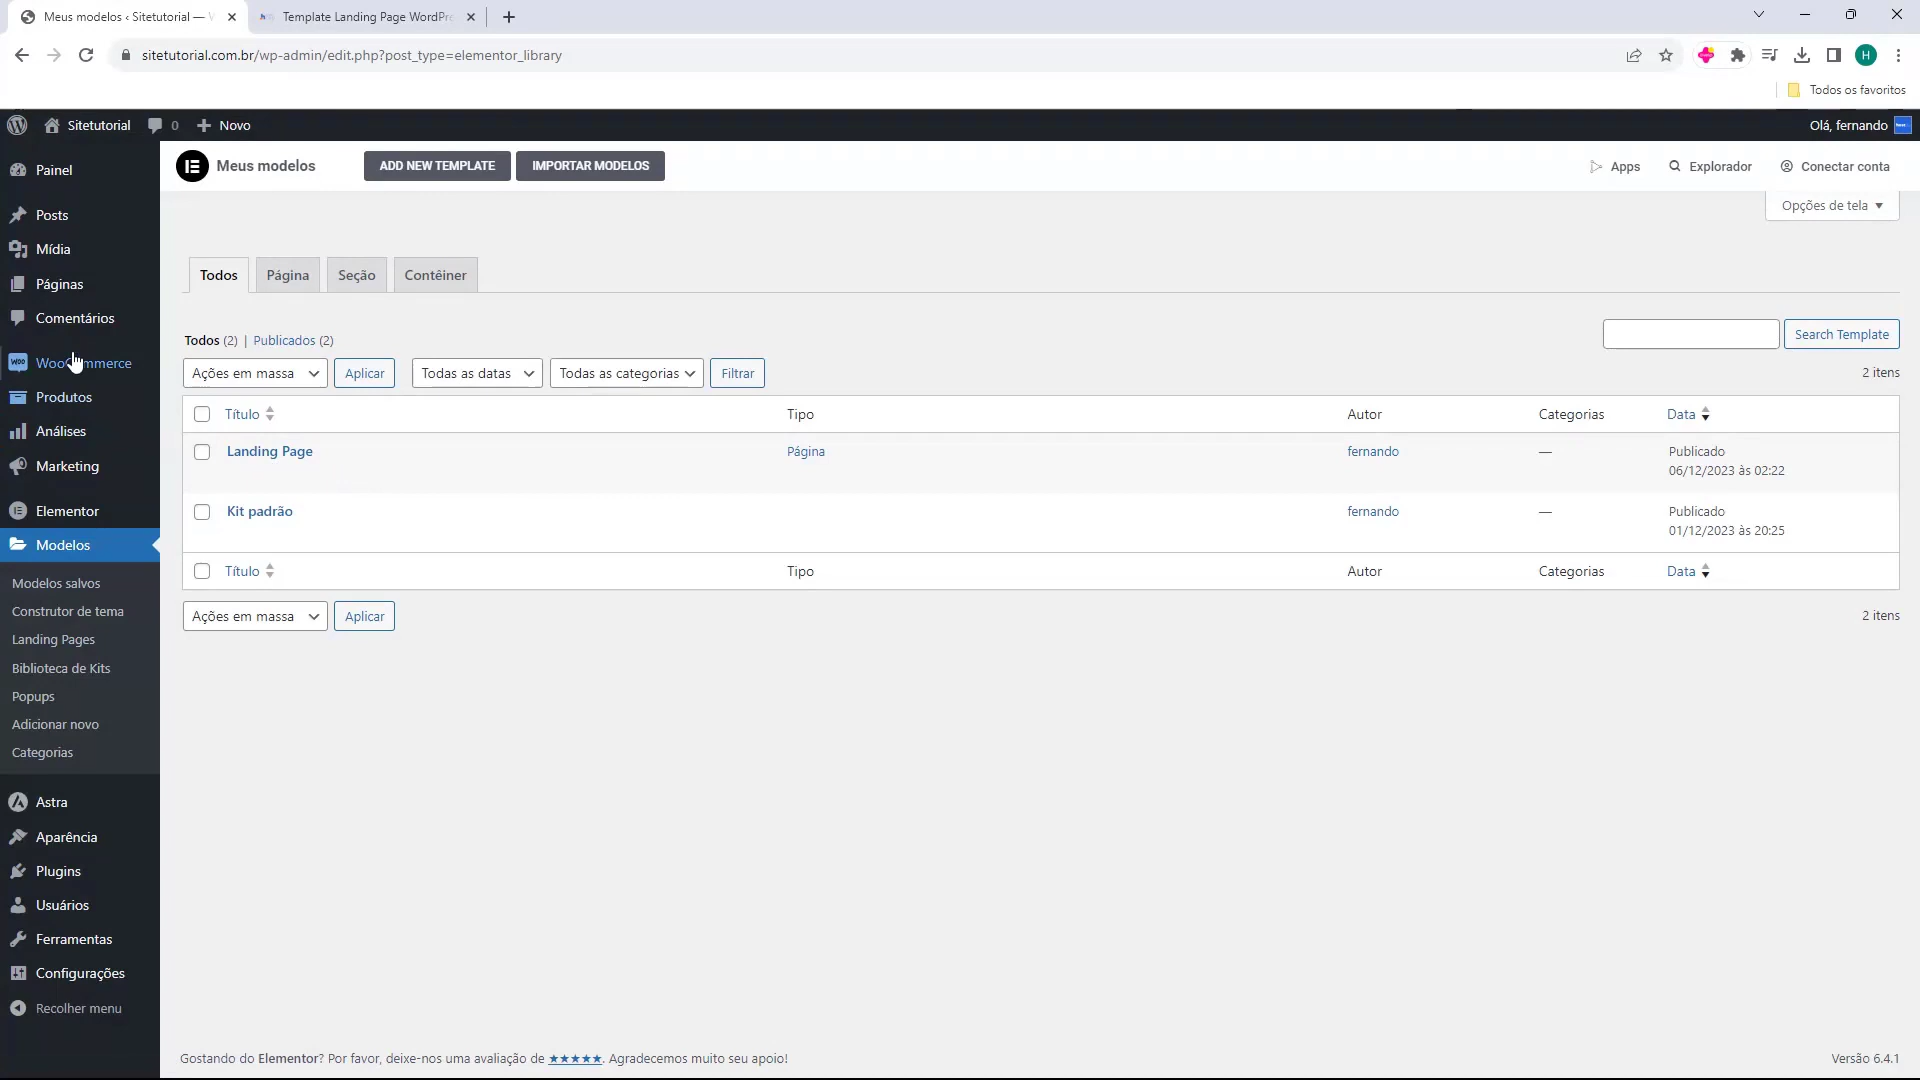 Meus modelos ‹ Sitetutorial —
Template Landing Page WordPre
sitetutorial.com.br/wp-admin/edit.php?post_type=elementor_library
H
Todos os favoritos
Sitetutorial
0
+ Novo
Olá, fernando
Painel
Posts
Mídia
Páginas
Comentários
WooCommerce
Produtos
Análises
Marketing
Elementor
Modelos
Modelos salvos
Construtor de tema
Landing Pages
Biblioteca de Kits
Popups
Adicionar novo
Categorias
Astra
Aparência
Plugins
Usuários
Ferramentas
Configurações
Recolher menu
Meus modelos
ADD NEW TEMPLATE
IMPORTAR MODELOS
Apps
Explorador
Conectar conta
Opções de tela
Todos
Página
Seção
Contêiner
Todos (2) | Publicados (2)
Search Template
Ações em massa
Aplicar
Todas as datas
Todas as categorias
Filtrar
2 itens
Título
Tipo
Autor
Categorias
Data
Landing Page
Página
fernando
—
Publicado
06/12/2023 às 02:22
Kit padrão
fernando
—
Publicado
01/12/2023 às 20:25
Título
Tipo
Autor
Categorias
Data
Ações em massa
Aplicar
2 itens
Gostando do Elementor? Por favor, deixe-nos uma avaliação de ★★★★★. Agradecemos muito seu apoio!
Versão 6.4.1